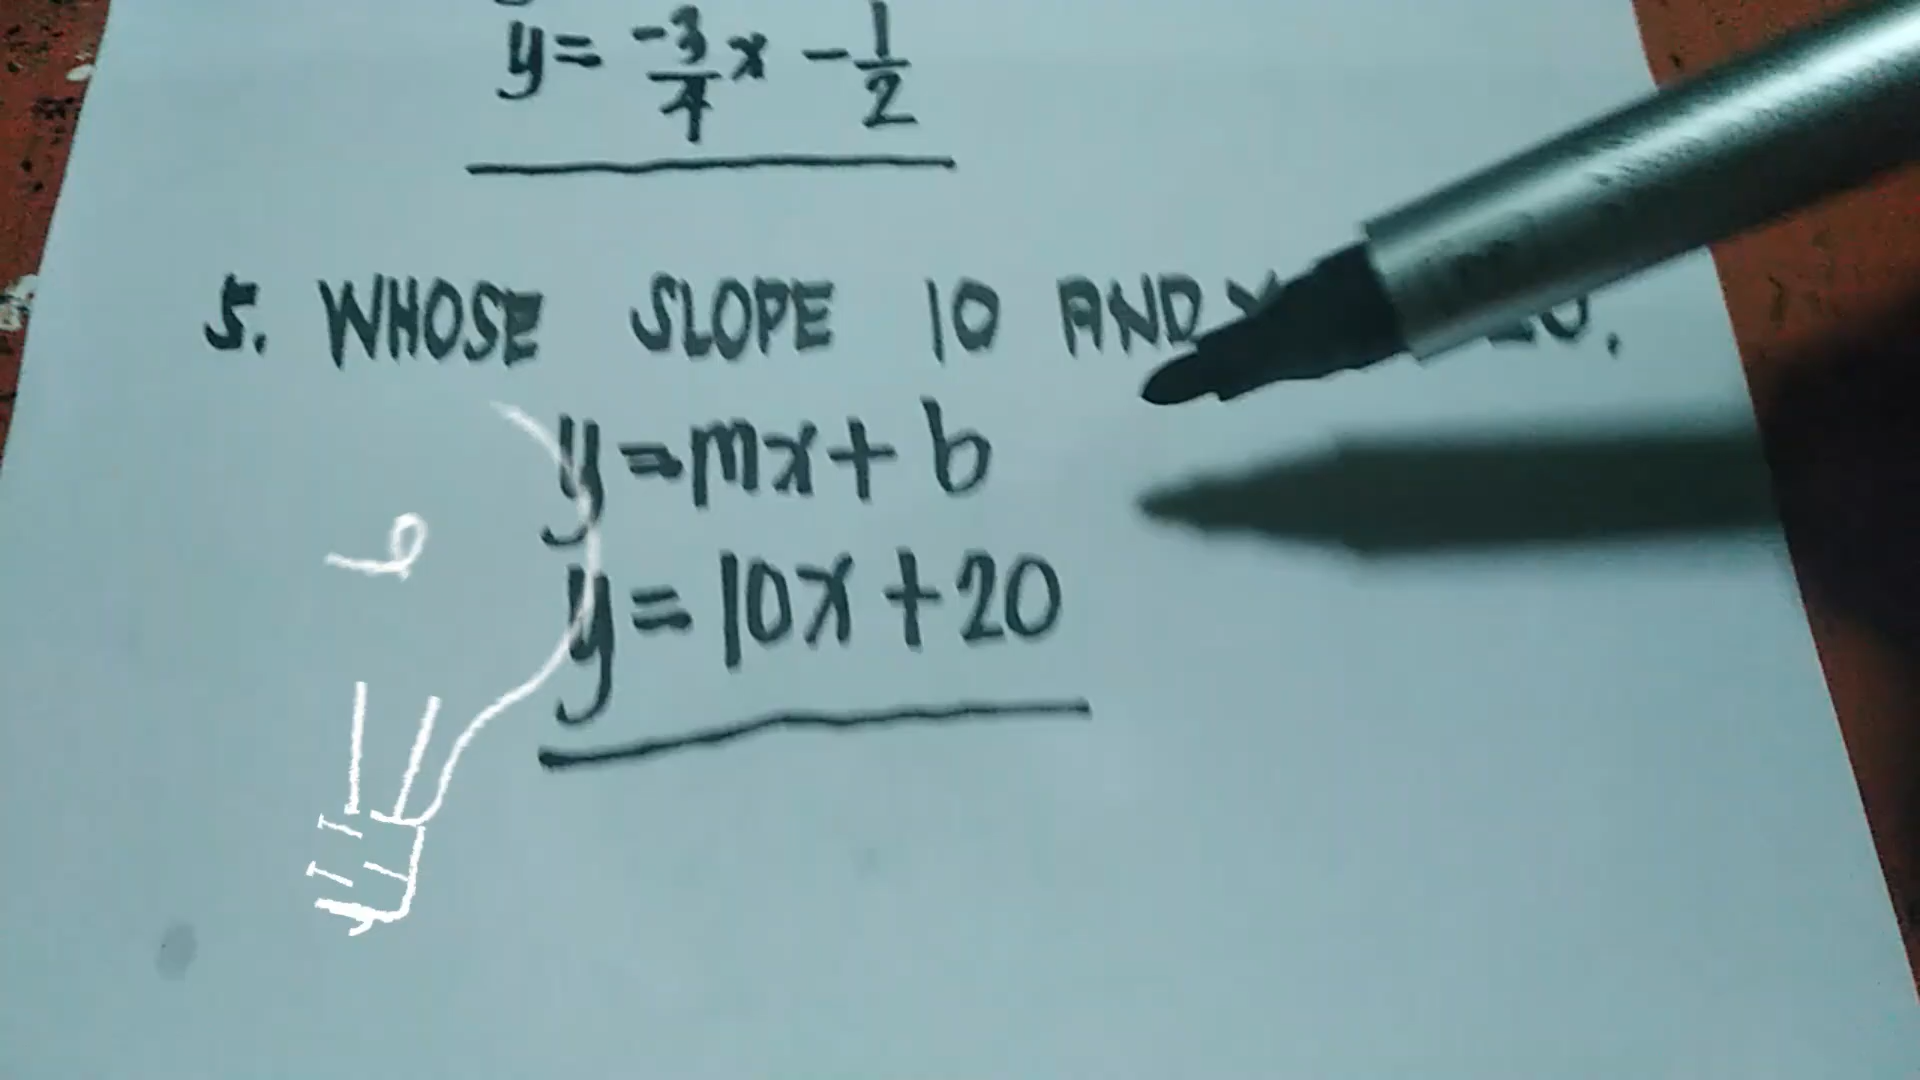 y = -3/4 x - 1/2
5. WHOSE SLOPE 10 AND
y = mx + b
y = 10x + 20